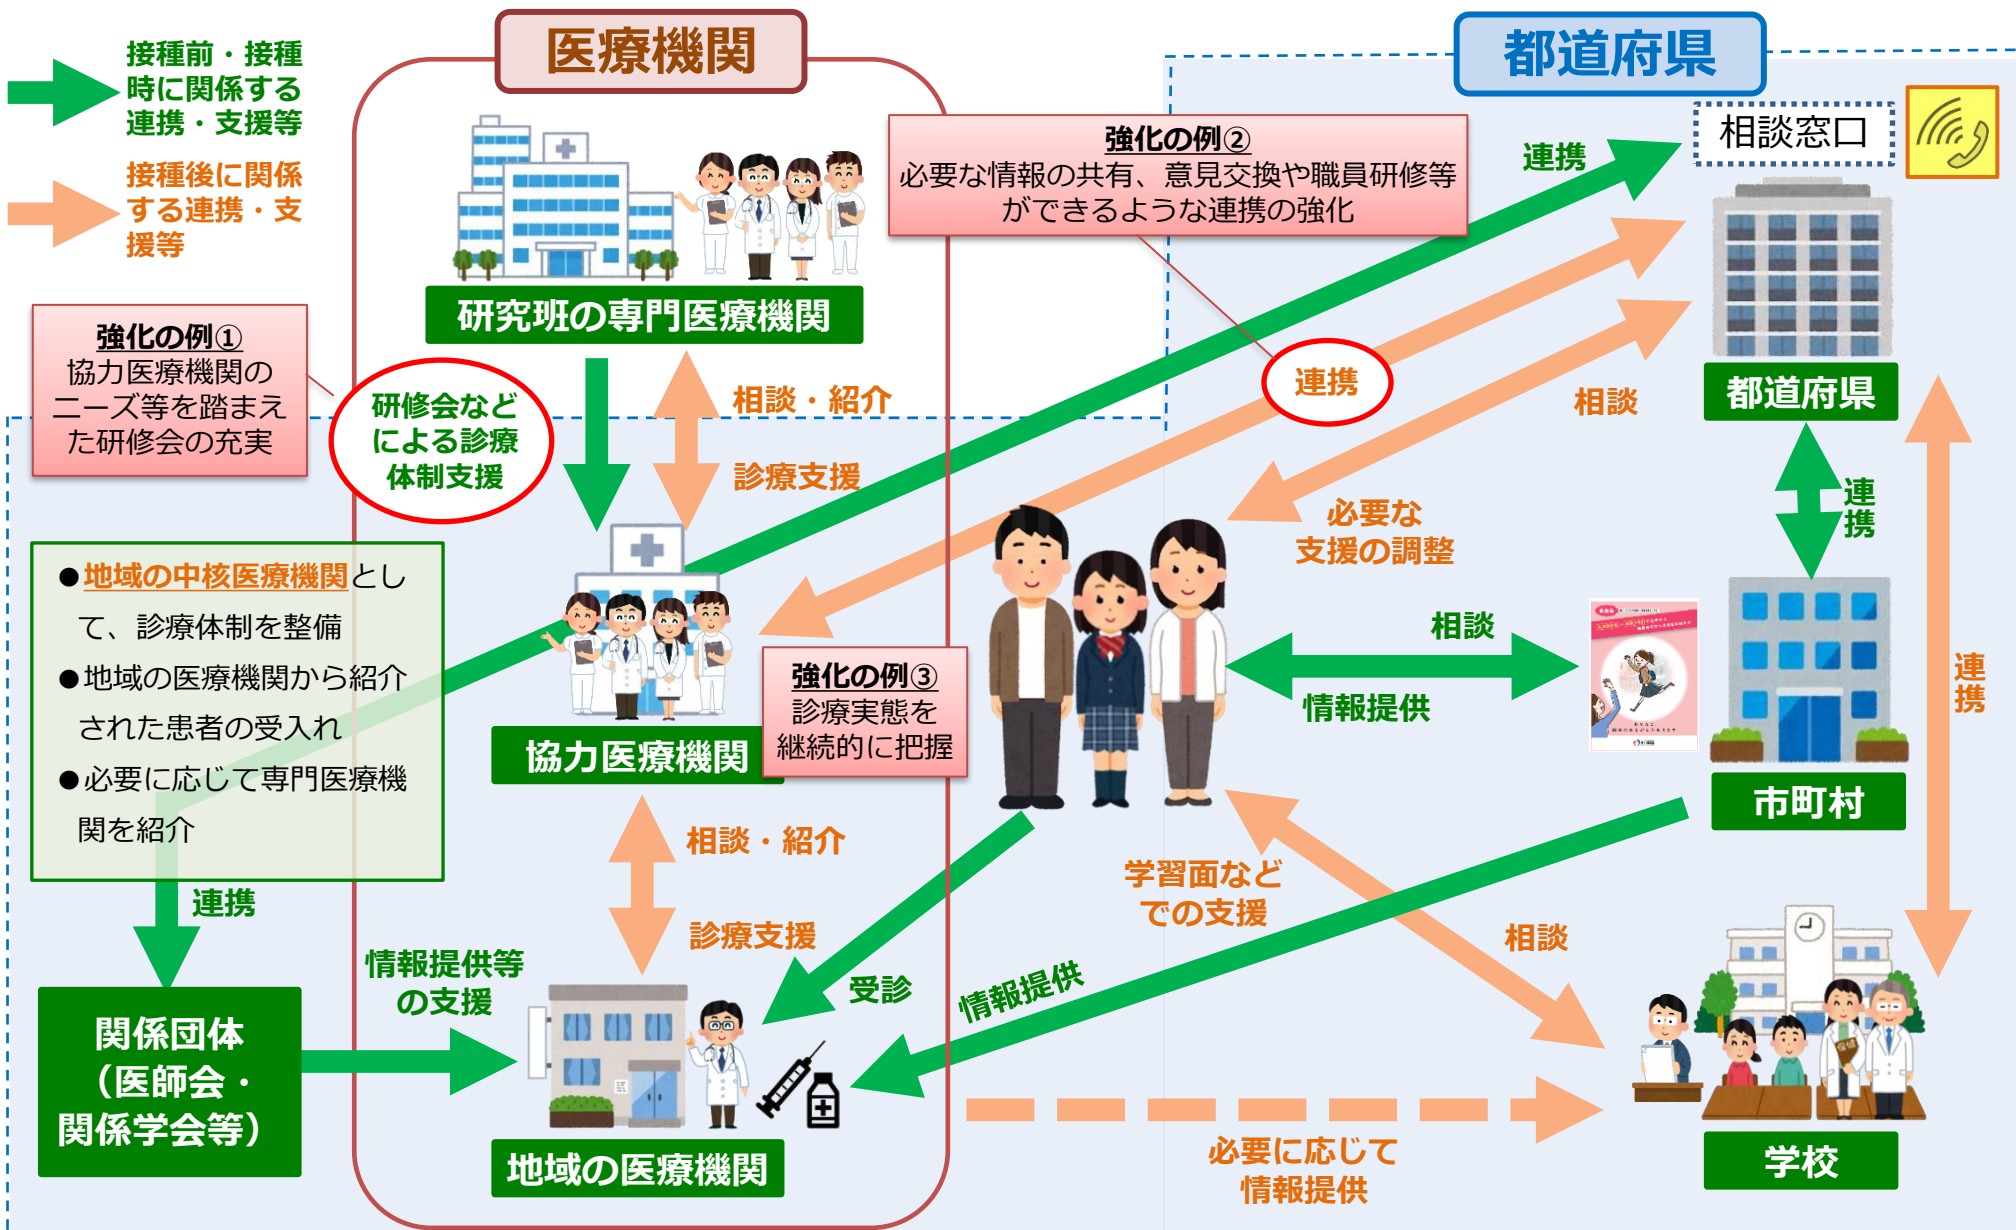 医療機関
都道府県
接種前・接種
時に関係する
連携・支援等
接種後に関係
する連携・支
援等
相談窓口
強化の例②
必要な情報の共有、意見交換や職員研修等
ができるような連携の強化
連携
研究班の専門医療機関
強化の例①
協力医療機関の
ニーズ等を踏まえ
た研修会の充実
研修会など
による診療
体制支援
相談・紹介
診療支援
連携
相談
都道府県
必要な
支援の調整
連携
●地域の中核医療機関とし
て、診療体制を整備
●地域の医療機関から紹介
された患者の受入れ
●必要に応じて専門医療機
関を紹介
強化の例③
診療実態を
継続的に把握
協力医療機関
相談
情報提供
連携
市町村
相談・紹介
診療支援
学習面など
での支援
相談
連携
情報提供等
の支援
受診
情報提供
関係団体
（医師会・
関係学会等）
地域の医療機関
必要に応じて
情報提供
保健
学校